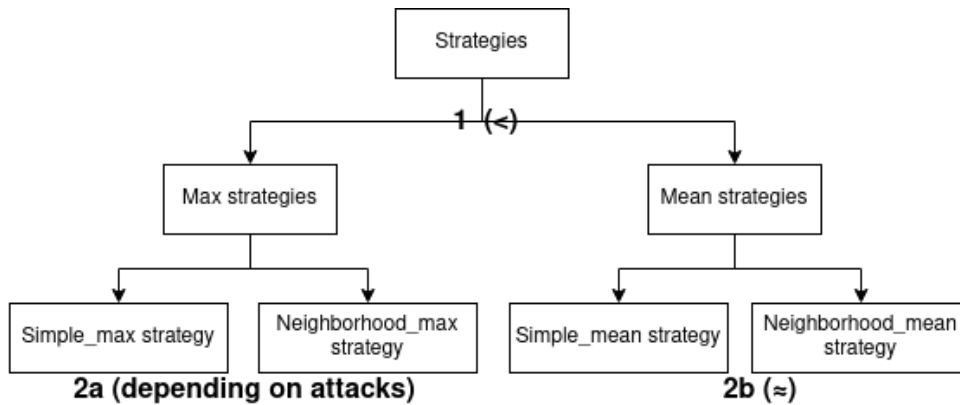 Strategies
1 (<)
Max strategies
Mean strategies
Simple_max strategy
Neighborhood_max
strategy
Simple_mean strategy
Neighborhood_mean
strategy
2a (depending on attacks)
2b (≈)